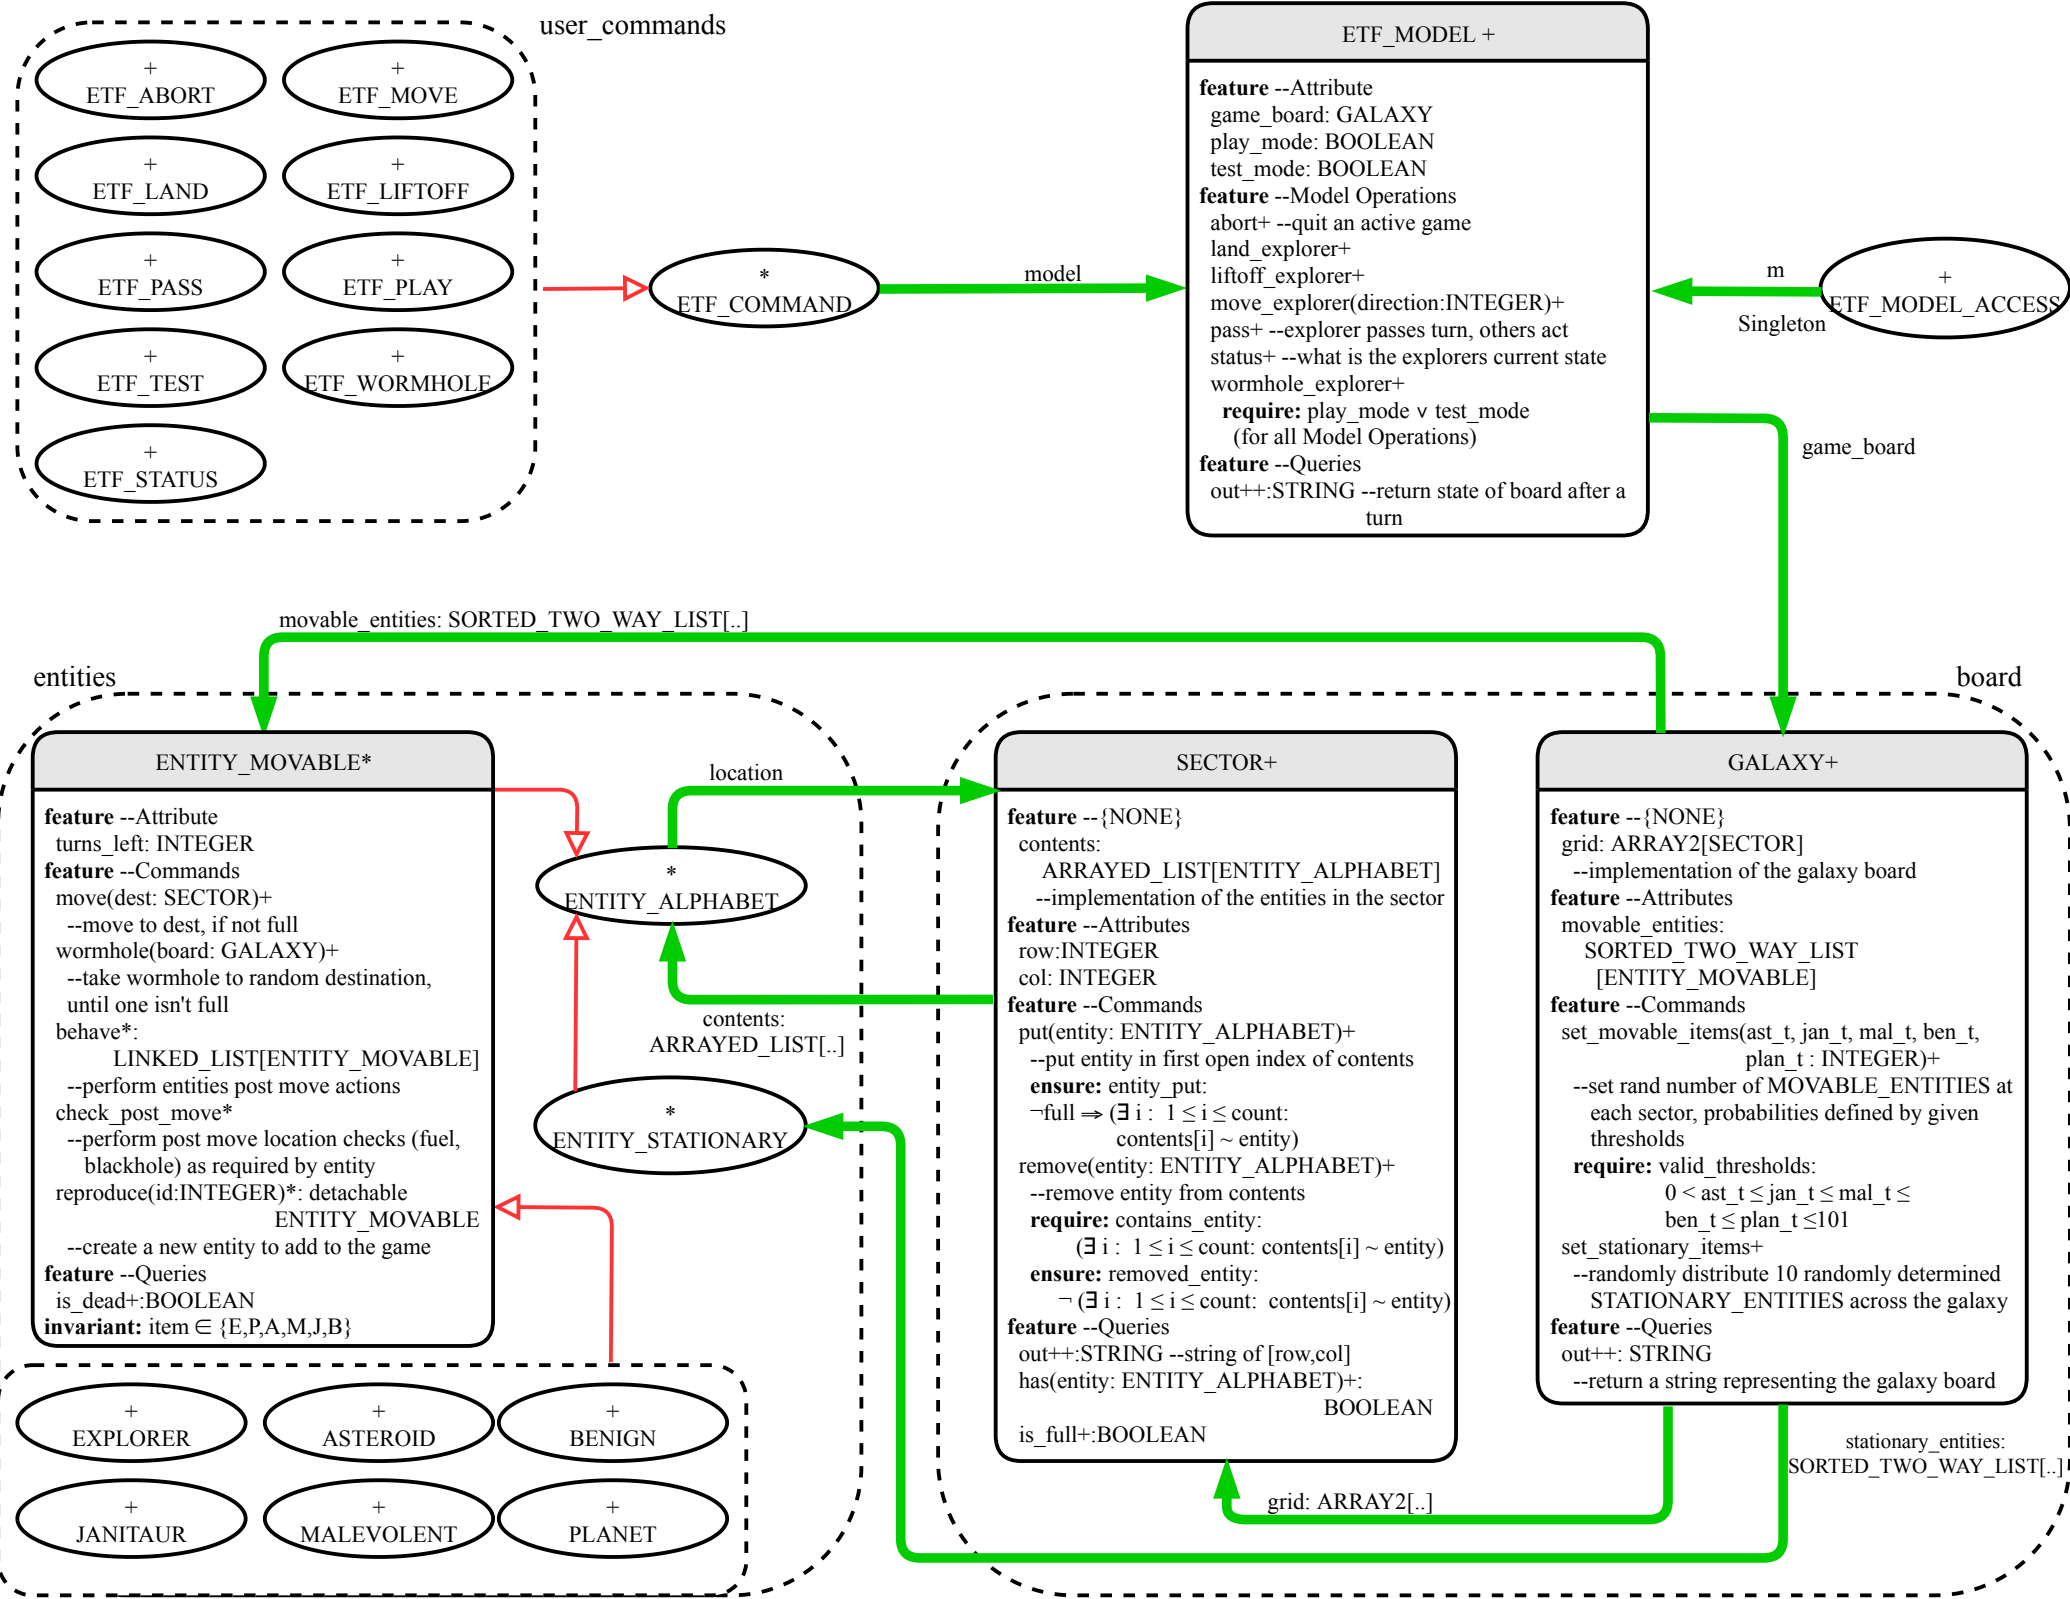 user_commands
+
ETF_ABORT
+
ETF_MOVE
+
ETF_LAND
+
ETF_LIFTOFF
+
ETF_PASS
+
ETF_PLAY
+
ETF_TEST
+
ETF_WORMHOLE
+
ETF_STATUS
*
ETF_COMMAND
model
ETF_MODEL +
feature --Attribute
game_board: GALAXY
play_mode: BOOLEAN
test_mode: BOOLEAN
feature --Model Operations
abort+ --quit an active game
land_explorer+
liftoff_explorer+
move_explorer(direction:INTEGER)+
pass+ --explorer passes turn, others act
status+ --what is the explorers current state
wormhole_explorer+
require: play_mode ∨ test_mode
(for all Model Operations)
feature --Queries
out++:STRING --return state of board after a
turn
m
Singleton
+
ETF_MODEL_ACCESS
game_board
movable_entities: SORTED_TWO_WAY_LIST[..]
entities
ENTITY_MOVABLE*
feature --Attribute
turns_left: INTEGER
feature --Commands
move(dest: SECTOR)+
--move to dest, if not full
wormhole(board: GALAXY)+
--take wormhole to random destination,
until one isn't full
behave*:
LINKED_LIST[ENTITY_MOVABLE]
--perform entities post move actions
check_post_move*
--perform post move location checks (fuel,
blackhole) as required by entity
reproduce(id:INTEGER)*: detachable
ENTITY_MOVABLE
--create a new entity to add to the game
feature --Queries
is_dead+:BOOLEAN
invariant: item ∈ {E,P,A,M,J,B}
location
*
ENTITY_ALPHABET
contents:
ARRAYED_LIST[..]
*
ENTITY_STATIONARY
+
EXPLORER
+
ASTEROID
+
BENIGN
+
JANITAUR
+
MALEVOLENT
+
PLANET
board
SECTOR+
feature --{NONE}
contents:
ARRAYED_LIST[ENTITY_ALPHABET]
--implementation of the entities in the sector
feature --Attributes
row:INTEGER
col: INTEGER
feature --Commands
put(entity: ENTITY_ALPHABET)+
--put entity in first open index of contents
ensure: entity_put:
¬full ⇒ (∃ i : 1 ≤ i ≤ count:
contents[i] ~ entity)
remove(entity: ENTITY_ALPHABET)+
--remove entity from contents
require: contains_entity:
(∃ i : 1 ≤ i ≤ count: contents[i] ~ entity)
ensure: removed_entity:
¬ (∃ i : 1 ≤ i ≤ count: contents[i] ~ entity)
feature --Queries
out++:STRING --string of [row,col]
has(entity: ENTITY_ALPHABET)+:
BOOLEAN
is_full+:BOOLEAN
GALAXY+
feature --{NONE}
grid: ARRAY2[SECTOR]
--implementation of the galaxy board
feature --Attributes
movable_entities:
SORTED_TWO_WAY_LIST
[ENTITY_MOVABLE]
feature --Commands
set_movable_items(ast_t, jan_t, mal_t, ben_t,
plan_t : INTEGER)+
--set rand number of MOVABLE_ENTITIES at
each sector, probabilities defined by given
thresholds
require: valid_thresholds:
0 < ast_t ≤ jan_t ≤ mal_t ≤
ben_t ≤ plan_t ≤101
set_stationary_items+
--randomly distribute 10 randomly determined
STATIONARY_ENTITIES across the galaxy
feature --Queries
out++: STRING
--return a string representing the galaxy board
stationary_entities:
SORTED_TWO_WAY_LIST[..]
grid: ARRAY2[..]